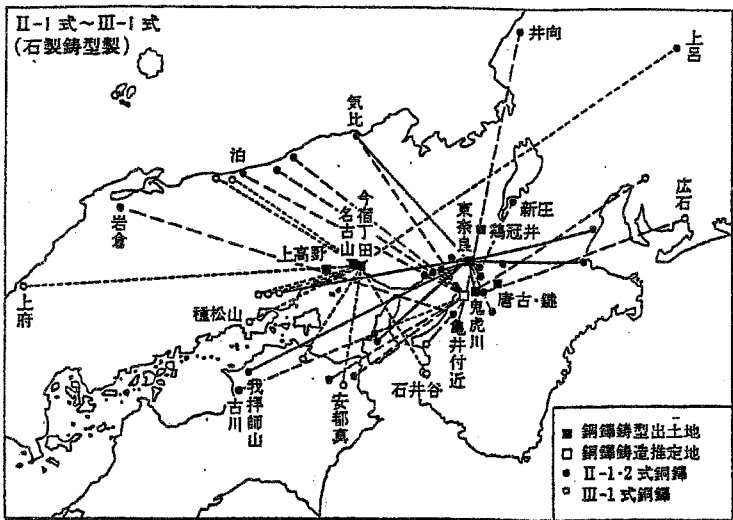 II-1式~III-1式
(石製鋳型製)
井向
上呂
気比
泊
今宿丁田
名古山
岩倉
上高野
東奈良
鶏冠井
新庄
広石
上府
種松山
唐古・鍵
鬼虎川
亀井付近
石井谷
我拝師山
古川
安都真
銅鐸鋳型出土地
銅鐸鋳造推定地
II-1・2式銅鐸
III-1式銅鐸